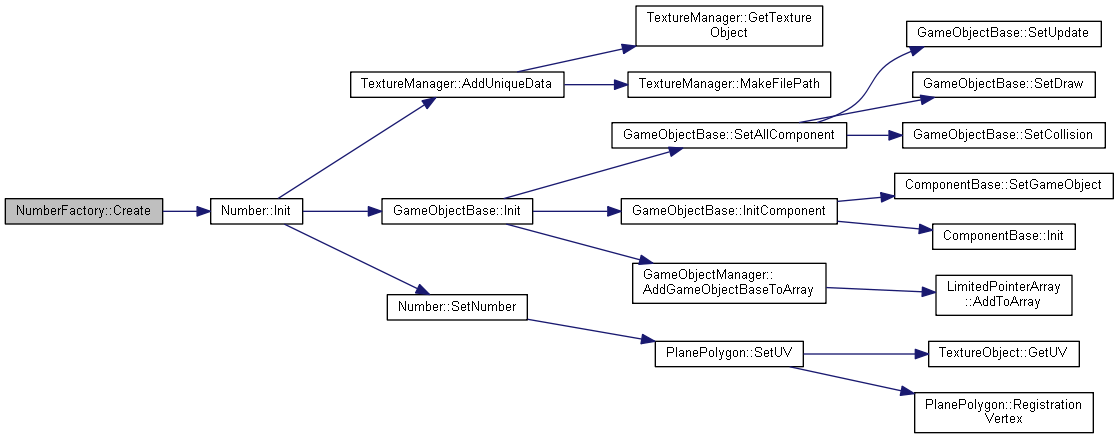 NumberFactory::Create
Number::Init
TextureManager::AddUniqueData
TextureManager::GetTexture
Object
TextureManager::MakeFilePath
GameObjectBase::Init
GameObjectBase::SetAllComponent
GameObjectBase::SetUpdate
GameObjectBase::SetDraw
GameObjectBase::SetCollision
GameObjectBase::InitComponent
ComponentBase::SetGameObject
ComponentBase::Init
GameObjectManager::
AddGameObjectBaseToArray
LimitedPointerArray
::AddToArray
Number::SetNumber
PlanePolygon::SetUV
TextureObject::GetUV
PlanePolygon::Registration
Vertex